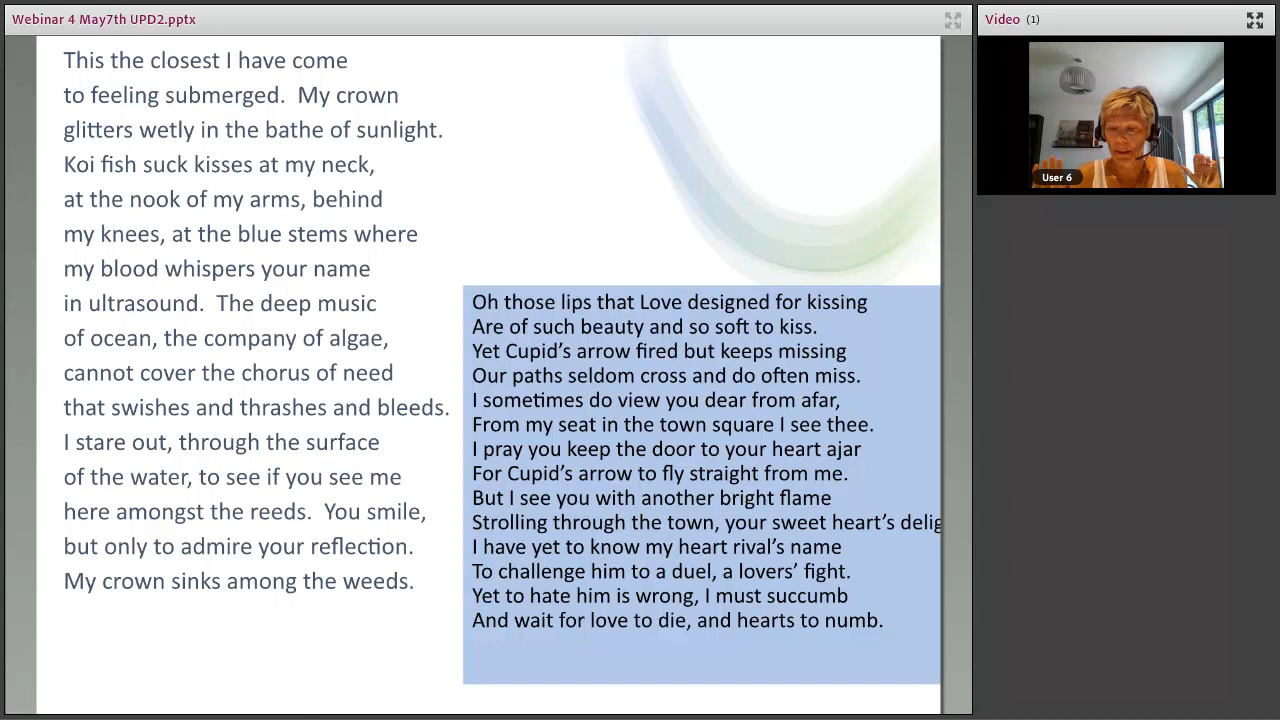 Webinar 4 May7th UPD2.pptx
Video (1)
User 6
This the closest I have come
to feeling submerged.  My crown
glitters wetly in the bathe of sunlight.
Koi fish suck kisses at my neck,
at the nook of my arms, behind
my knees, at the blue stems where
my blood whispers your name
in ultrasound.  The deep music
of ocean, the company of algae,
cannot cover the chorus of need
that swishes and thrashes and bleeds.
I stare out, through the surface
of the water, to see if you see me
here amongst the reeds.  You smile,
but only to admire your reflection.
My crown sinks among the weeds.
Oh those lips that Love designed for kissing
Are of such beauty and so soft to kiss.
Yet Cupid’s arrow fired but keeps missing
Our paths seldom cross and do often miss.
I sometimes do view you dear from afar,
From my seat in the town square I see thee.
I pray you keep the door to your heart ajar
For Cupid’s arrow to fly straight from me.
But I see you with another bright flame
Strolling through the town, your sweet heart’s delig
I have yet to know my heart rival’s name
To challenge him to a duel, a lovers’ fight.
Yet to hate him is wrong, I must succumb
And wait for love to die, and hearts to numb.